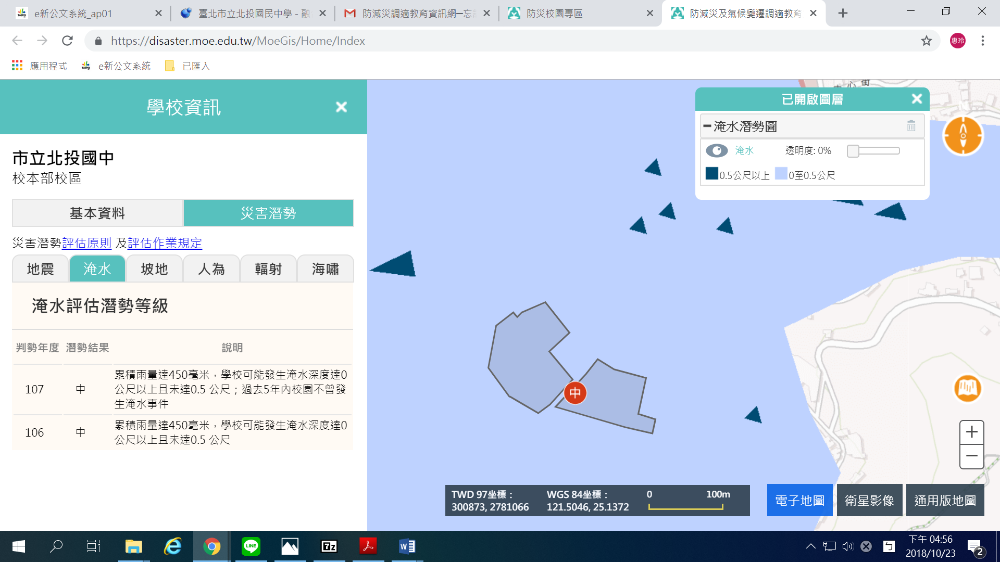 e新公文系統_ap01
臺北市立北投國民中學 - 融
防減災調適教育資訊網─忘
防災校園專區
防減災及氣候變遷調適教育
https://disaster.moe.edu.tw/MoeGis/Home/Index
惠玲
應用程式
e新公文系統
已匯入
學校資訊
市立北投國中
校本部校區
基本資料
災害潛勢
災害潛勢評估原則 及評估作業規定
地震
淹水
坡地
人為
輻射
海嘯
淹水評估潛勢等級
判勢年度 潛勢結果 說明
107 中 累積雨量達450毫米，學校可能發生淹水深度達0
公尺以上且未達0.5 公尺；過去5年內校園不曾發
生淹水事件
106 中 累積雨量達450毫米，學校可能發生淹水深度達0
公尺以上且未達0.5 公尺
已開啟圖層
淹水潛勢圖
淹水
透明度: 0%
0.5公尺以上
0至0.5公尺
中
TWD 97坐標：
300873, 2781066
WGS 84坐標：
121.5046, 25.1372
0 100m
電子地圖
衛星影像
通用版地圖
LINE
7z
W
ㄅ
下午 04:56
2018/10/23
2